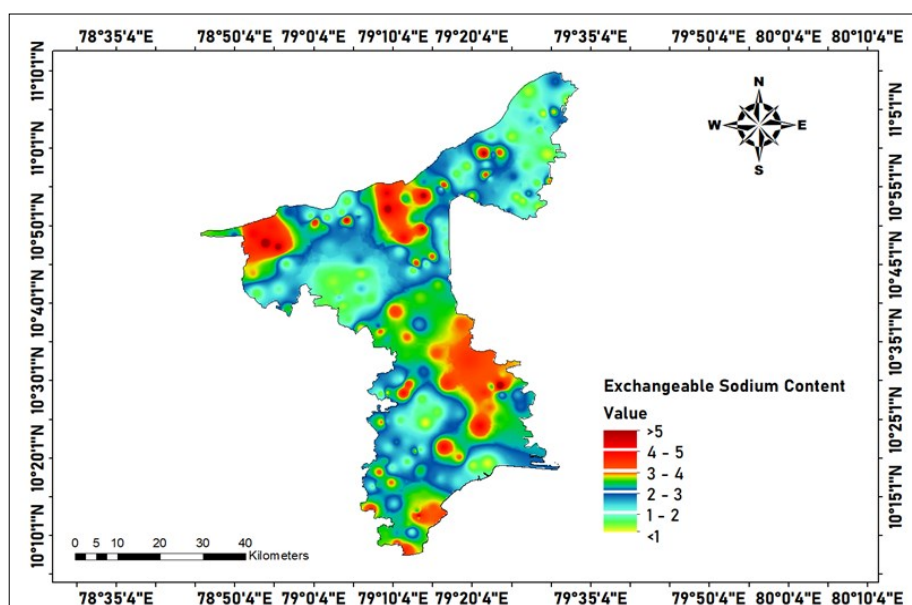 78°35'4"E 78°50'4"E 79°0'4"E 79°10'4"E 79°20'4"E 79°35'4"E 79°50'4"E 80°0'4"E 80°10'4"E
11°10'1"N
11°0'1"N
10°50'1"N
10°40'1"N
10°30'1"N
10°20'1"N
10°10'1"N
N
W E
S
11°5'1"N
10°55'1"N
10°45'1"N
10°35'1"N
10°25'1"N
10°15'1"N
Exchangeable Sodium Content
Value
>5
4 - 5
3 - 4
2 - 3
1 - 2
<1
0 5 10 20 30 40
Kilometers
78°35'4"E 78°50'4"E 79°0'4"E 79°10'4"E 79°20'4"E 79°35'4"E 79°50'4"E 80°0'4"E 80°10'4"E